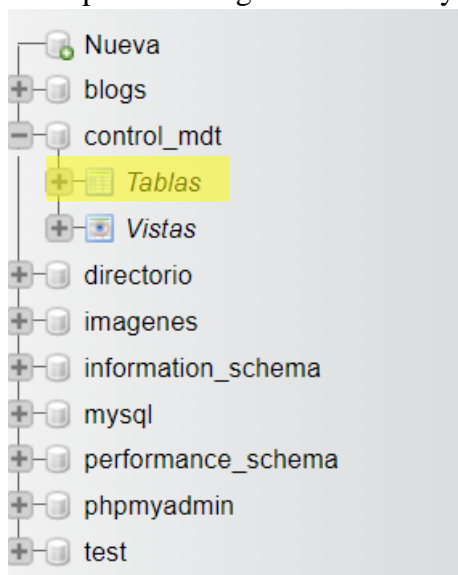 Nueva
blogs
control_mdt
Tablas
Vistas
directorio
imagenes
information_schema
mysql
performance_schema
phpmyadmin
test